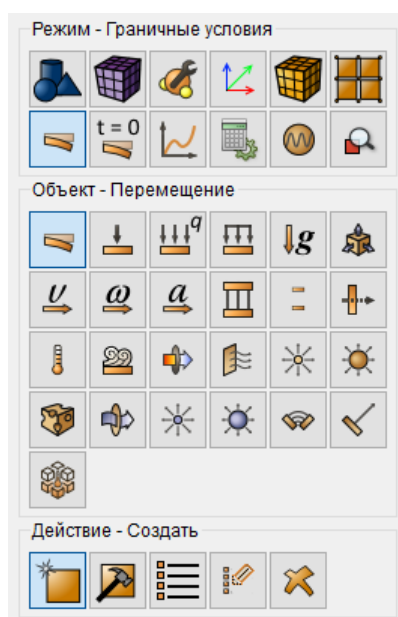 Режим - Граничные условия
t = 0
Объект - Перемещение
q
g
υ ω a
Действие - Создать